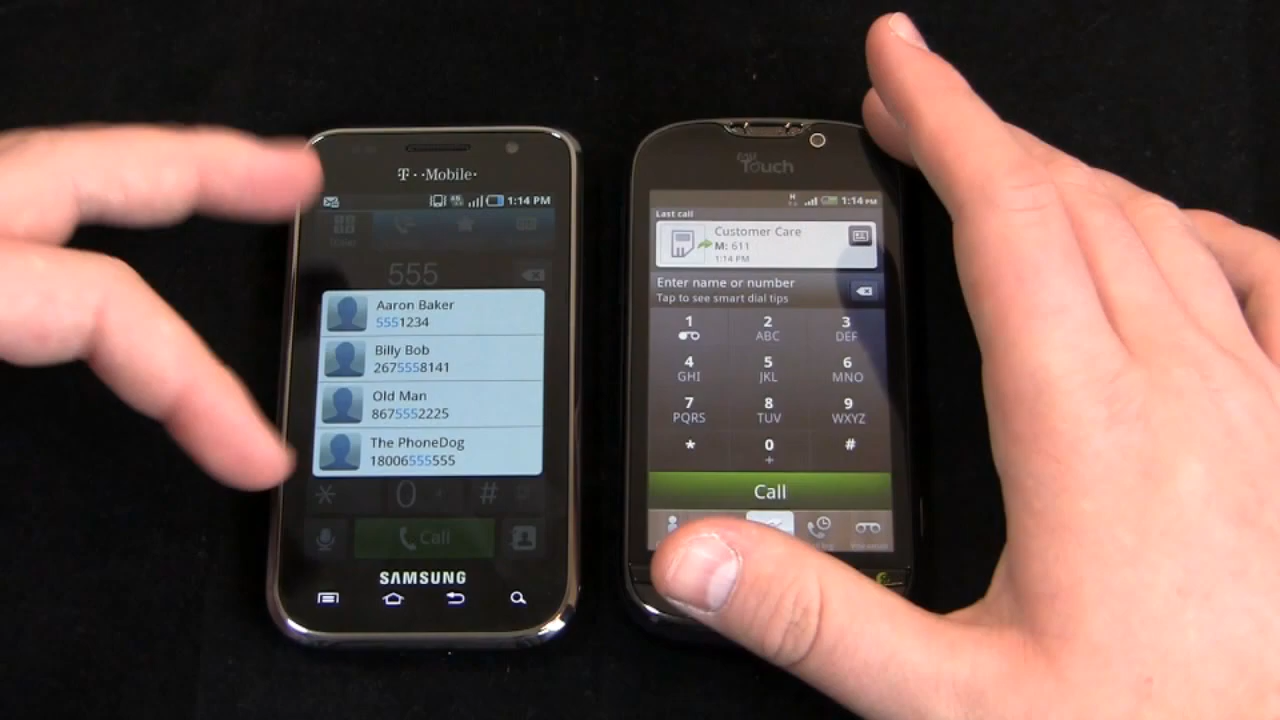 T··Mobile·
1:14 PM
555
Aaron Baker
5551234
Billy Bob
2675558141
Old Man
8675552225
The PhoneDog
18006555555
* 0 #
Call
SAMSUNG
myTouch
H
1:14 PM
Last call
Customer Care
M: 611
1:14 PM
Enter name or number
Tap to see smart dial tips
1 2 3
ABC DEF
4 5 6
GHI JKL MNO
7 8 9
PQRS TUV WXYZ
* 0 #
+
Call